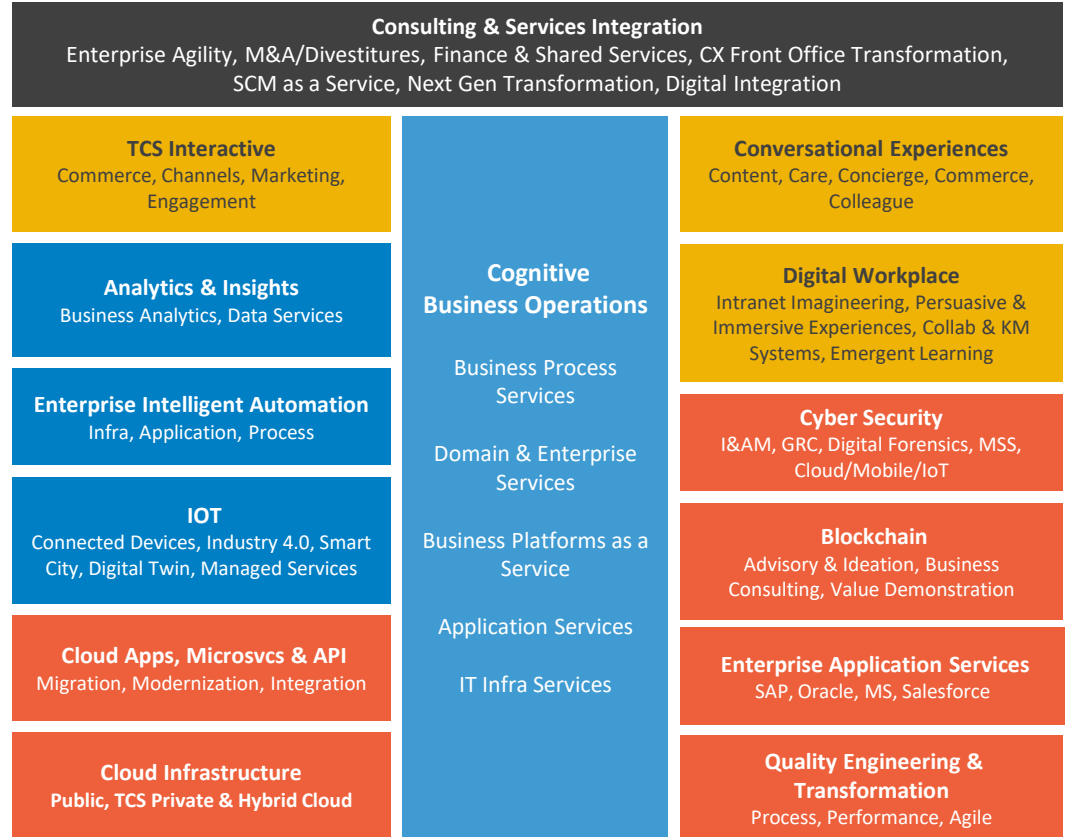 Consulting & Services Integration
Enterprise Agility, M&A/Divestitures, Finance & Shared Services, CX Front Office Transformation,
SCM as a Service, Next Gen Transformation, Digital Integration
TCS Interactive
Commerce, Channels, Marketing,
Engagement
Analytics & Insights
Business Analytics, Data Services
Enterprise Intelligent Automation
Infra, Application, Process
IOT
Connected Devices, Industry 4.0, Smart
City, Digital Twin, Managed Services
Cloud Apps, Microsvcs & API
Migration, Modernization, Integration
Cloud Infrastructure
Public, TCS Private & Hybrid Cloud
Cognitive
Business Operations
Business Process
Services
Domain & Enterprise
Services
Business Platforms as a
Service
Application Services
IT Infra Services
Conversational Experiences
Content, Care, Concierge, Commerce,
Colleague
Digital Workplace
Intranet Imagineering, Persuasive &
Immersive Experiences, Collab & KM
Systems, Emergent Learning
Cyber Security
I&AM, GRC, Digital Forensics, MSS,
Cloud/Mobile/IoT
Blockchain
Advisory & Ideation, Business
Consulting, Value Demonstration
Enterprise Application Services
SAP, Oracle, MS, Salesforce
Quality Engineering &
Transformation
Process, Performance, Agile